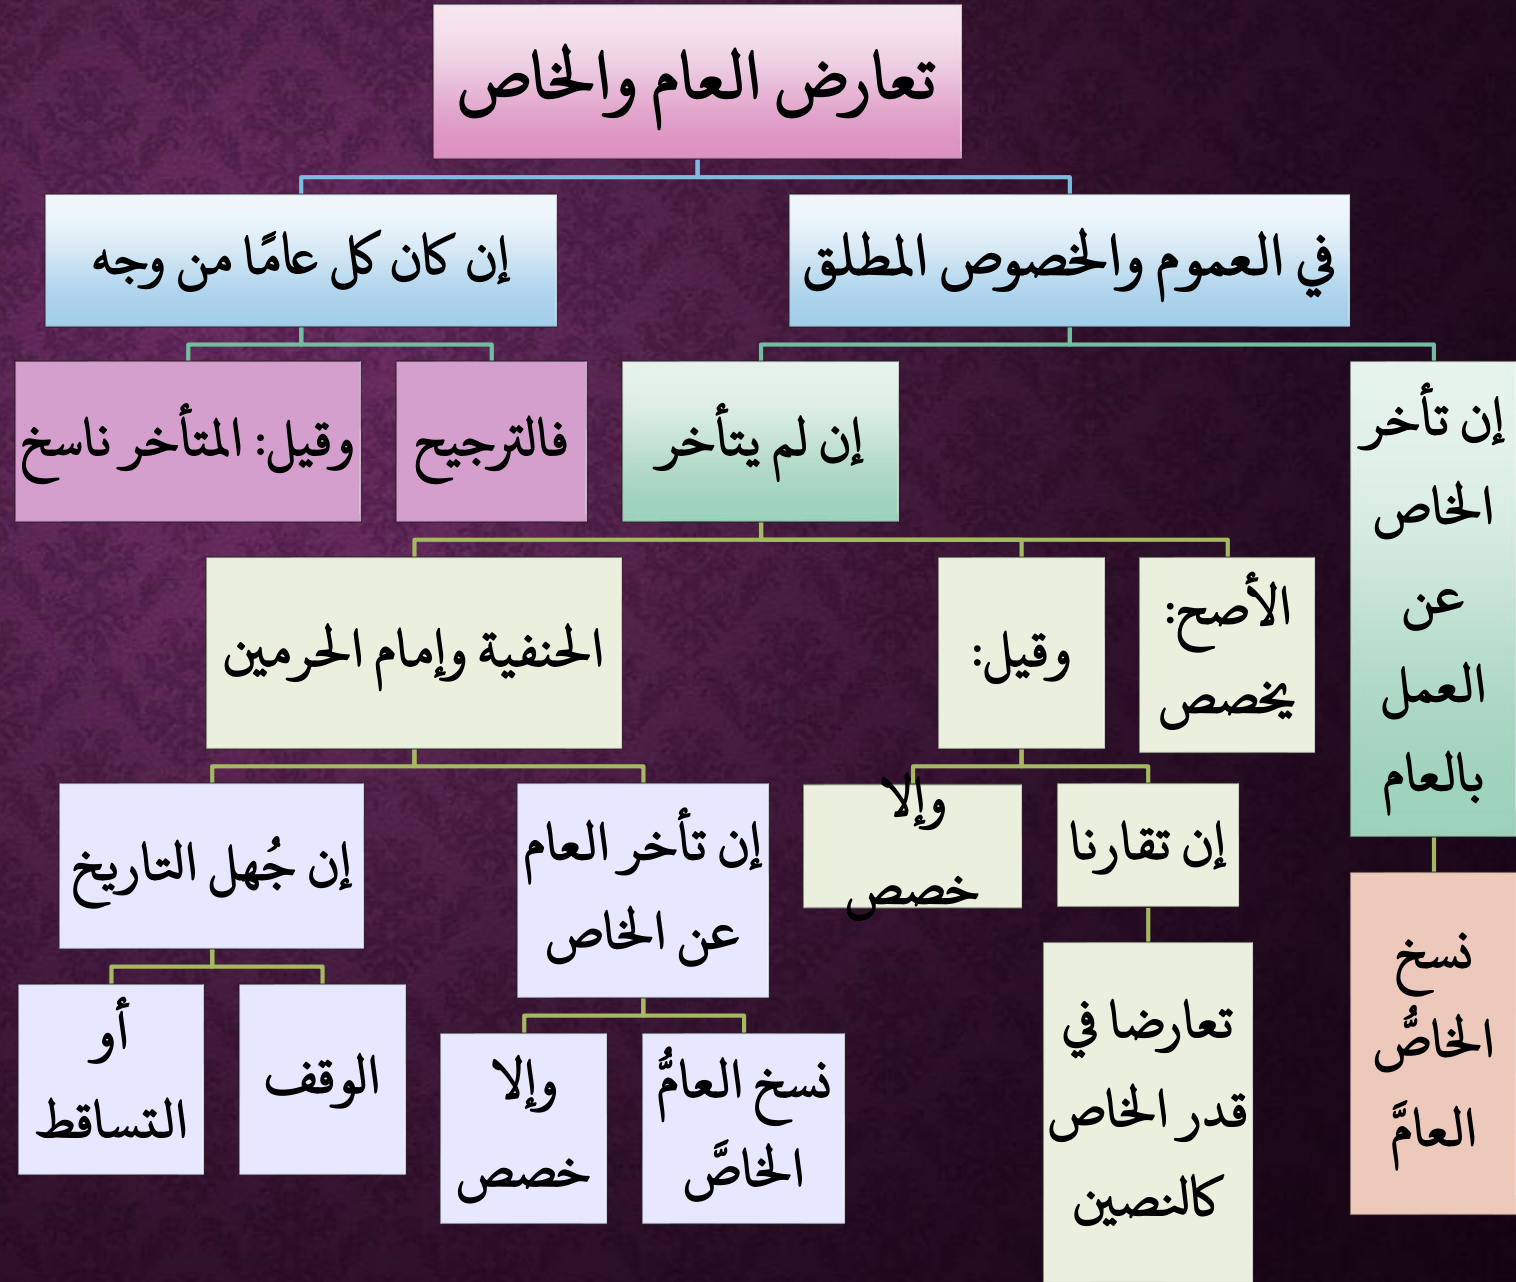 تعارض العام والخاص
في العموم والخصوص المطلق
إن كان كل عامًا من وجه
إن تأخر
الخاص
عن
العمل
بالعام
إن لم يتأخر
فالترجيح
وقيل: المتأخر ناسخ
الأصح:
يخصص
وقيل:
الحنفية وإمام الحرمين
إن تقارنا
وإلا
خصص
إن تأخر العام
عن الخاص
إن جُهل التاريخ
نسخ
الخاصُّ
العامَّ
تعارضا في
قدر الخاص
كالنصين
نسخ العامُّ
الخاصَّ
وإلا
خصص
الوقف
أو
التساقط